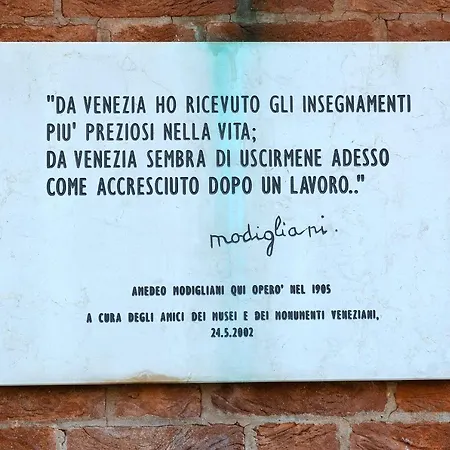 "DA VENEZIA HO RICEVUTO GLI INSEGNAMENTI
PIU' PREZIOSI NELLA VITA;
DA VENEZIA SEMBRA DI USCIRMENE ADESSO
COME ACCRESCIUTO DOPO UN LAVORO.."
modigliani.
AMEDEO MODIGLIANI QUI OPERO' NEL 1905
A CURA DEGLI AMICI DEI MUSEI E DEI MONUMENTI VENEZIANI,
24.5.2002